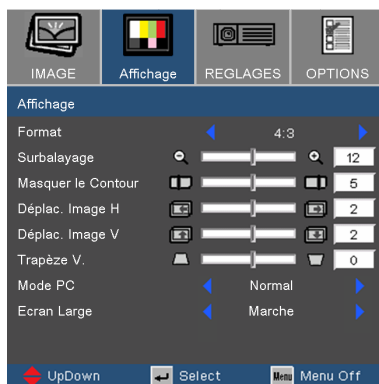 IMAGE Affichage REGLAGES OPTIONS
Affichage
Format 4:3
Surbalayage 12
Masquer le Contour 5
Déplac. Image H 2
Déplac. Image V 2
Trapèze V. 0
Mode PC Normal
Ecran Large Marche
UpDown Select Menu Menu Off